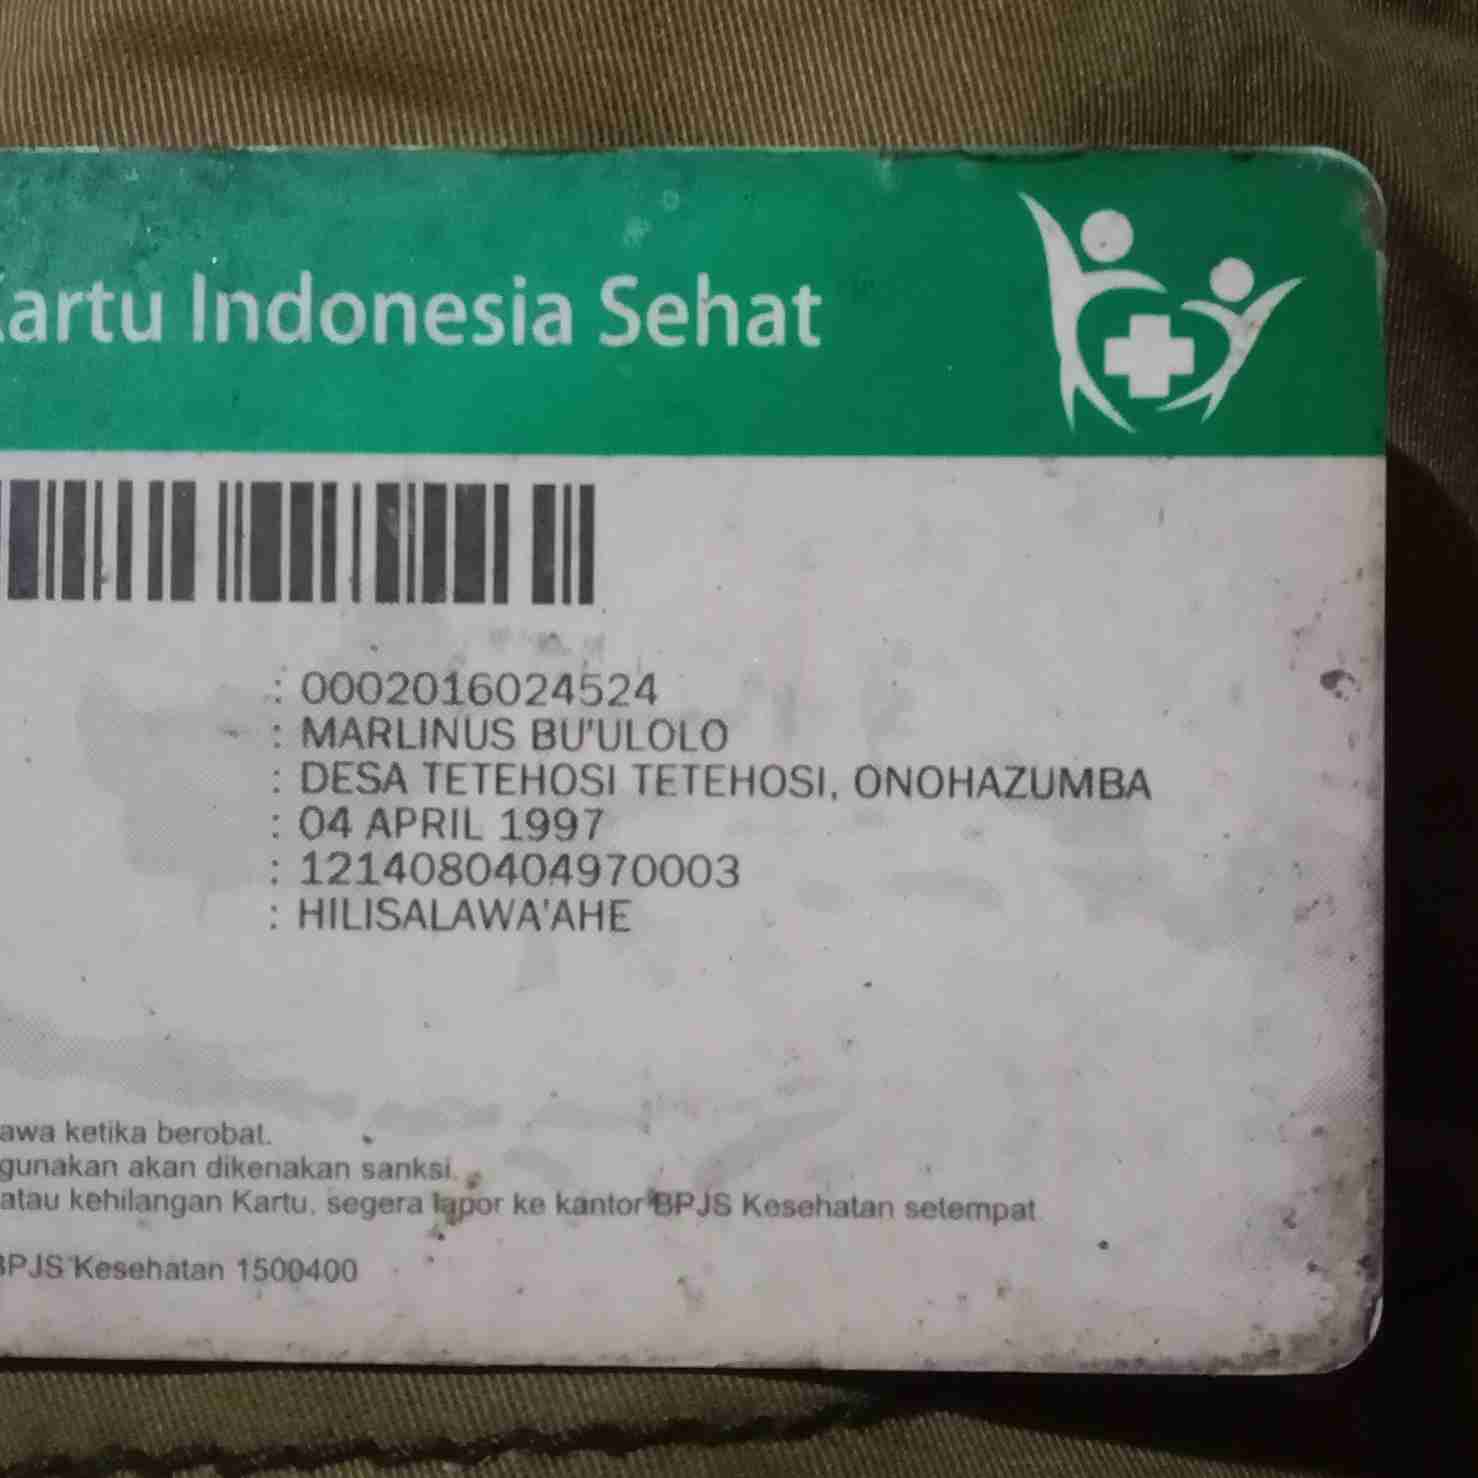 Kartu Indonesia Sehat
: 0002016024524
: MARLINUS BU'ULOLO
: DESA TETEHOSI TETEHOSI, ONOHAZUMBA
: 04 APRIL 1997
: 1214080404970003
: HILISALAWA'AHE
awa ketika berobat.
gunakan akan dikenakan sanksi.
atau kehilangan Kartu, segera lapor ke kantor BPJS Kesehatan setempat
BPJS Kesehatan 1500400